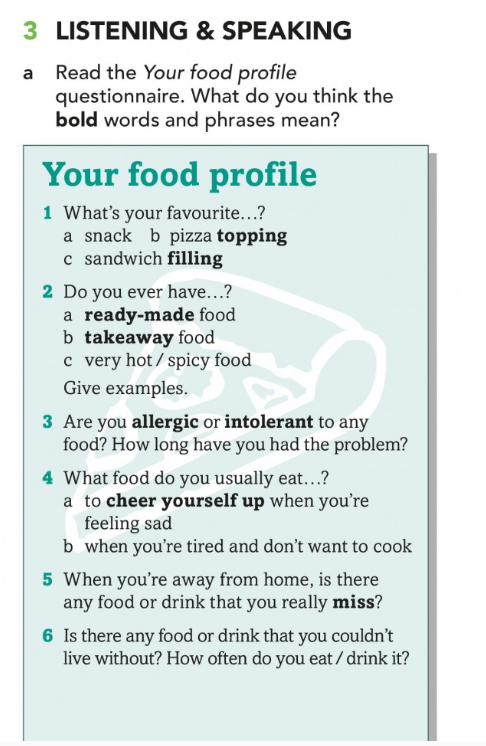 3 LISTENING & SPEAKING
a Read the Your food profile
questionnaire. What do you think the
bold words and phrases mean?
Your food profile
1 What's your favourite…?
a snack b pizza topping
c sandwich filling
2 Do you ever have…?
a ready-made food
b takeaway food
c very hot / spicy food
Give examples.
3 Are you allergic or intolerant to any
food? How long have you had the problem?
4 What food do you usually eat…?
a to cheer yourself up when you're
feeling sad
b when you're tired and don't want to cook
5 When you're away from home, is there
any food or drink that you really miss?
6 Is there any food or drink that you couldn't
live without? How often do you eat / drink it?